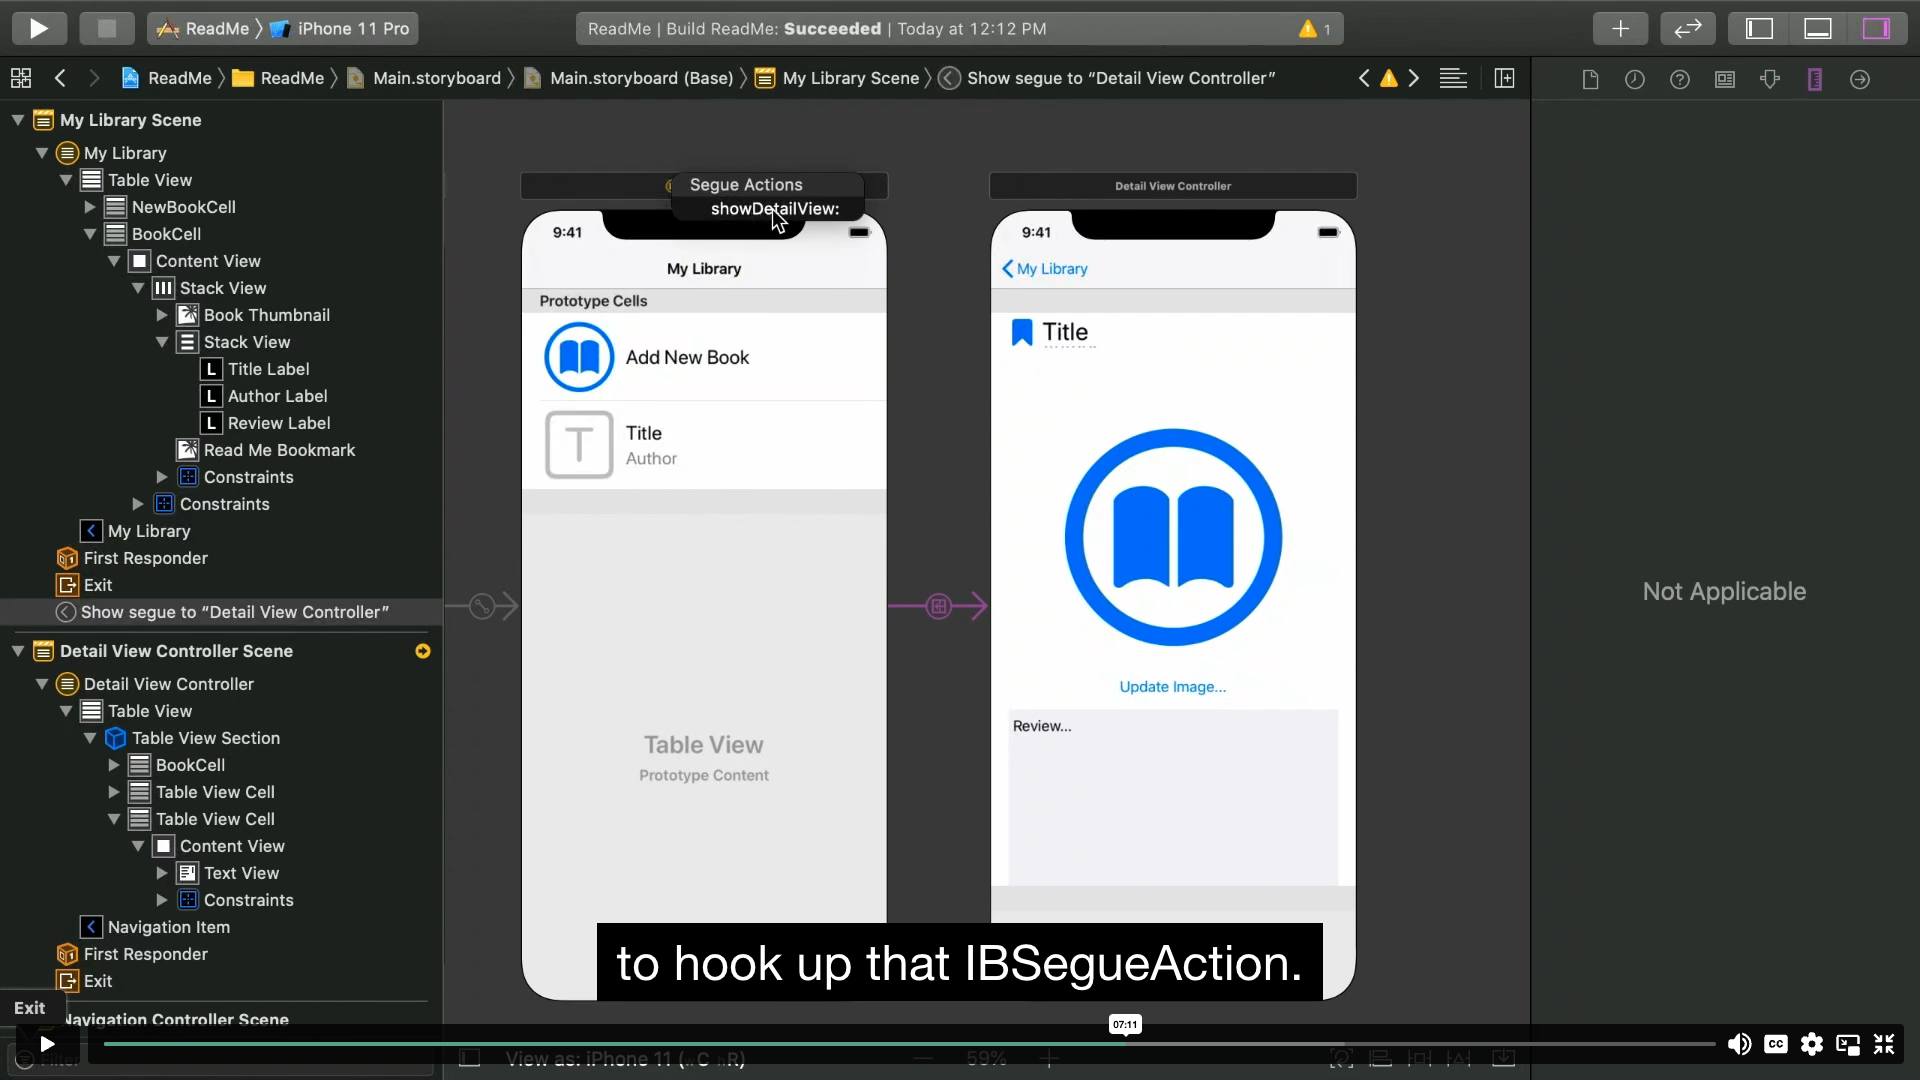 ReadMe > iPhone 11 Pro
ReadMe | Build ReadMe: Succeeded | Today at 12:12 PM
1
ReadMe > ReadMe > Main.storyboard > Main.storyboard (Base) > My Library Scene > Show segue to “Detail View Controller”
My Library Scene
My Library
Table View
NewBookCell
BookCell
Content View
Stack View
Book Thumbnail
Stack View
L Title Label
L Author Label
L Review Label
Read Me Bookmark
Constraints
Constraints
My Library
First Responder
Exit
Show segue to “Detail View Controller”
Detail View Controller Scene
Detail View Controller
Table View
Table View Section
BookCell
Table View Cell
Table View Cell
Content View
Text View
Constraints
Navigation Item
First Responder
Exit
Exit
Navigation Controller Scene
Filter
Segue Actions
showDetailView:
9:41
My Library
Prototype Cells
Add New Book
T
Title
Author
Table View
Prototype Content
Detail View Controller
9:41
My Library
Title
Update Image...
Review...
Not Applicable
to hook up that IBSegueAction.
07:11
CC
View as: iPhone 11 (wC hR)
59%